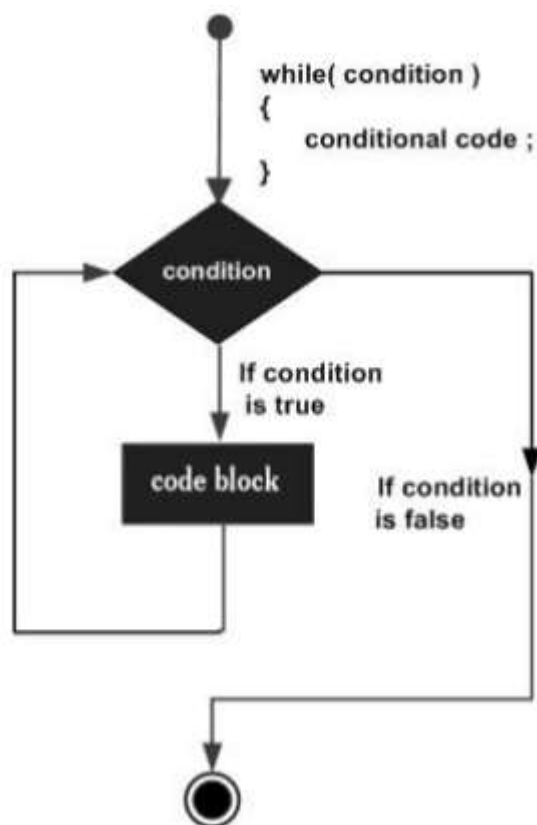 while( condition )
{
conditional code ;
}
condition
If condition
is true
code block
If condition
is false